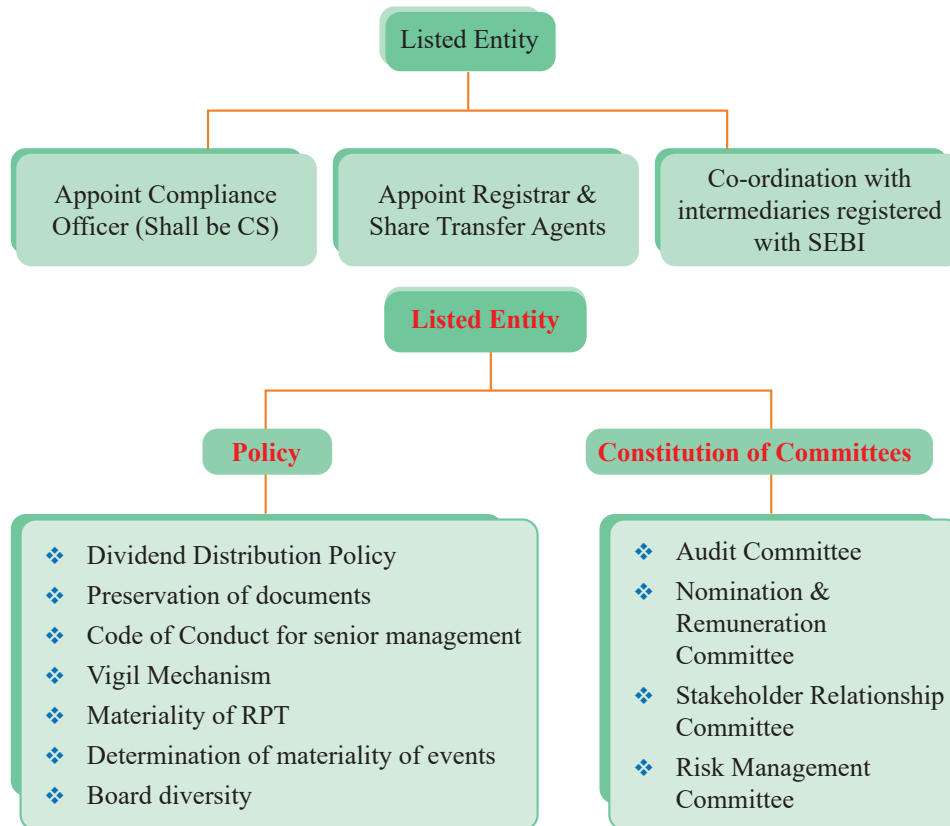 Listed Entity
Appoint Compliance
Officer (Shall be CS)
Appoint Registrar &
Share Transfer Agents
Co-ordination with
intermediaries registered
with SEBI
Listed Entity
Policy
Constitution of Committees
❖ Dividend Distribution Policy
❖ Preservation of documents
❖ Code of Conduct for senior management
❖ Vigil Mechanism
❖ Materiality of RPT
❖ Determination of materiality of events
❖ Board diversity
❖ Audit Committee
❖ Nomination &
Remuneration
Committee
❖ Stakeholder Relationship
Committee
❖ Risk Management
Committee